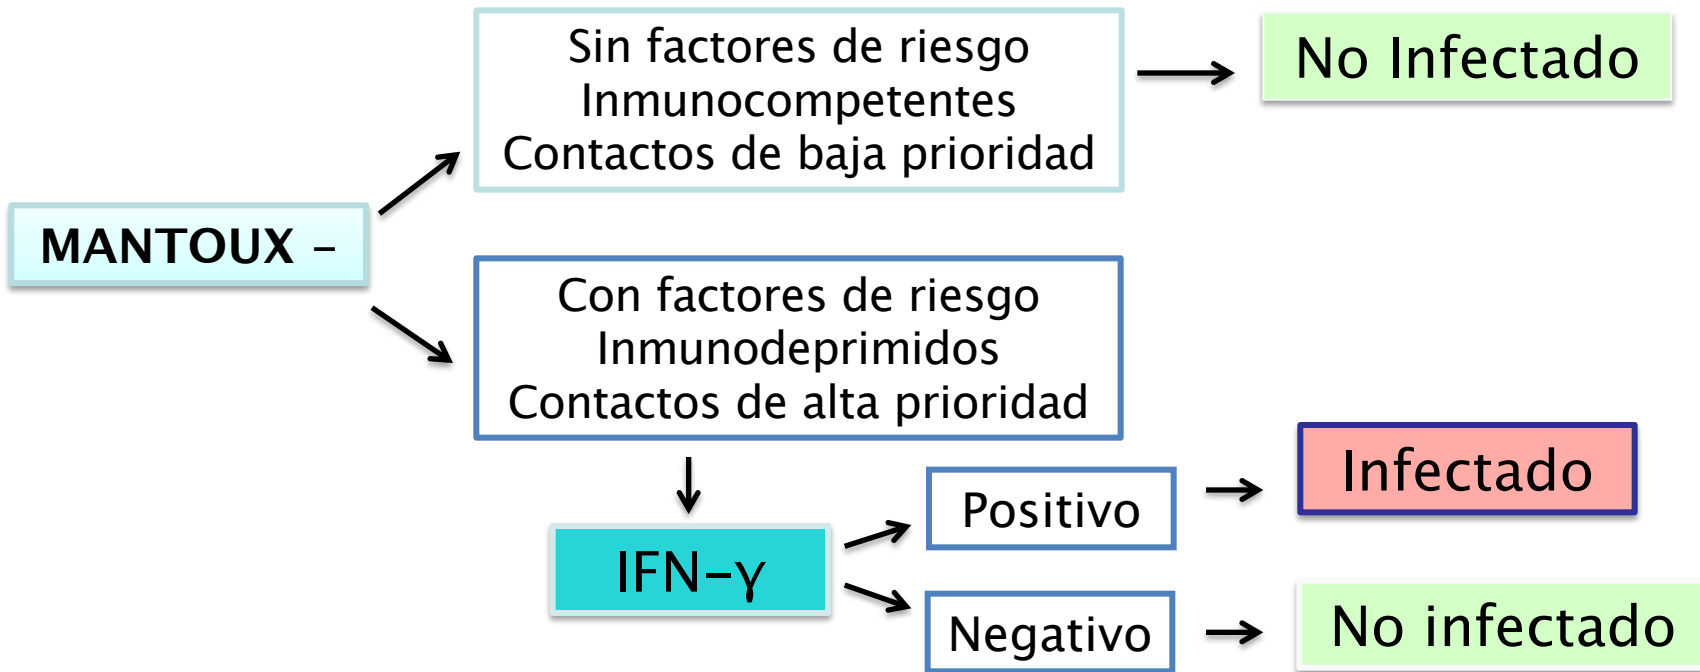 Sin factores de riesgo
Inmunocompetentes
Contactos de baja prioridad
No Infectado
MANTOUX –
Con factores de riesgo
Inmunodeprimidos
Contactos de alta prioridad
IFN–γ
Positivo
Infectado
Negativo
No infectado